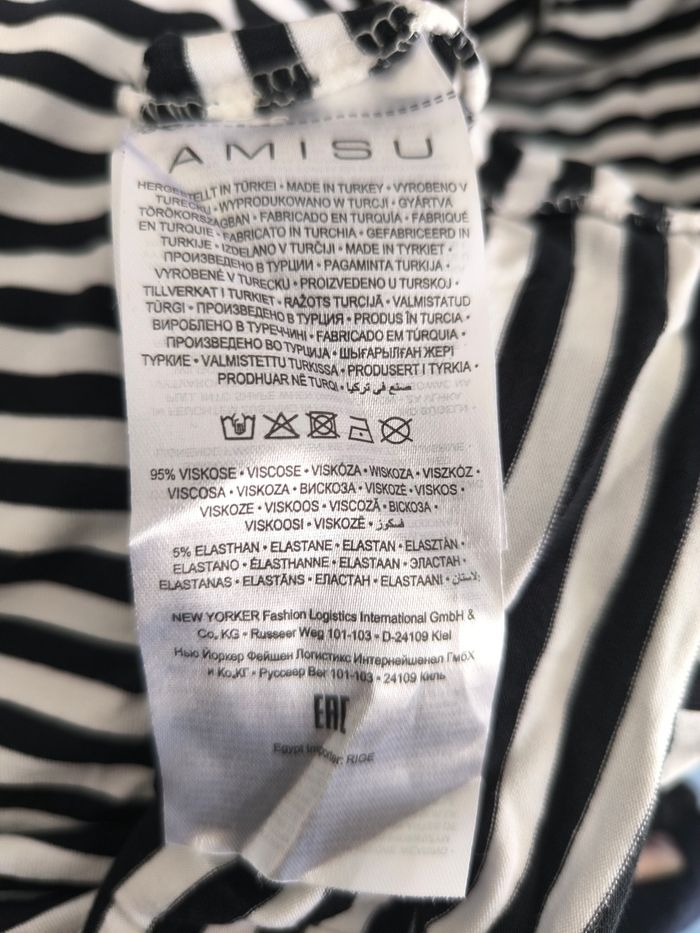 AMISU
HERGESTELLT IN TÜRKEI • MADE IN TURKEY • VYROBENO V
TURECKU • WYPRODUKOWANO W TURCJI • GYÁRTVA
TÖRÖKORSZÁGBAN • FABRICADO EN TURQUÍA • FABRIQUÉ
EN TURQUIE • FABRICATO IN TURCHIA • GEFABRICEERD IN
TURKIJE • IZDELANO V TURČIJI • MADE IN TYRKIET •
ПРОИЗВЕДЕНО В ТУРЦИИ • PAGAMINTA TURKIJA •
VYROBENÉ V TURECKU • PROIZVEDENO U TURSKOJ •
TILLVERKAT I TURKIET • RAŽOTS TURCIJĀ • VALMISTATUD
TÜRGI • ПРОИЗВЕДЕНО В ТУРЦИЯ • PRODUS ÎN TURCIA •
ВИРОБЛЕНО В ТУРЕЧЧИНІ • FABRICADO EM TÚRQUIA •
ПРОИЗВЕДЕНО ВО ТУРЦИЈА • ШЫҒАРЫЛҒАН ЖЕРІ
ТҮРКИЕ • VALMISTETTU TURKISSA • PRODUSERT I TYRKIA •
PRODHUAR NË TURQI • صنع في تركيا •
95% VISKOSE • VISCOSE • VISKÓZA • WISKOZA • VISZKÓZ •
VISCOSA • VISKOZA • ВИСКОЗА • VISKOZĖ • VISKOS •
VISKOZE • VISKOOS • VISCOZĂ • ВІСКОЗА •
VISKOOSI • VISKOZË • فسكوز •
5% ELASTHAN • ELASTANE • ELASTAN • ELASZTÁN •
ELASTANO • ÉLASTHANNE • ELASTAAN • ЭЛАСТАН •
ELASTANAS • ELASTĀNS • ЕЛАСТАН • ELASTAANI • لاستان
NEW YORKER Fashion Logistics International GmbH &
Co. KG • Russeer Weg 101-103 • D-24109 Kiel
Нью Йоркер Фейшен Логистикс Интернейшенал ГмбХ
и Ко.КГ • Руссеер Вег 101-103 • 24109 Киль
EAC
Egypt Importer: RIGE